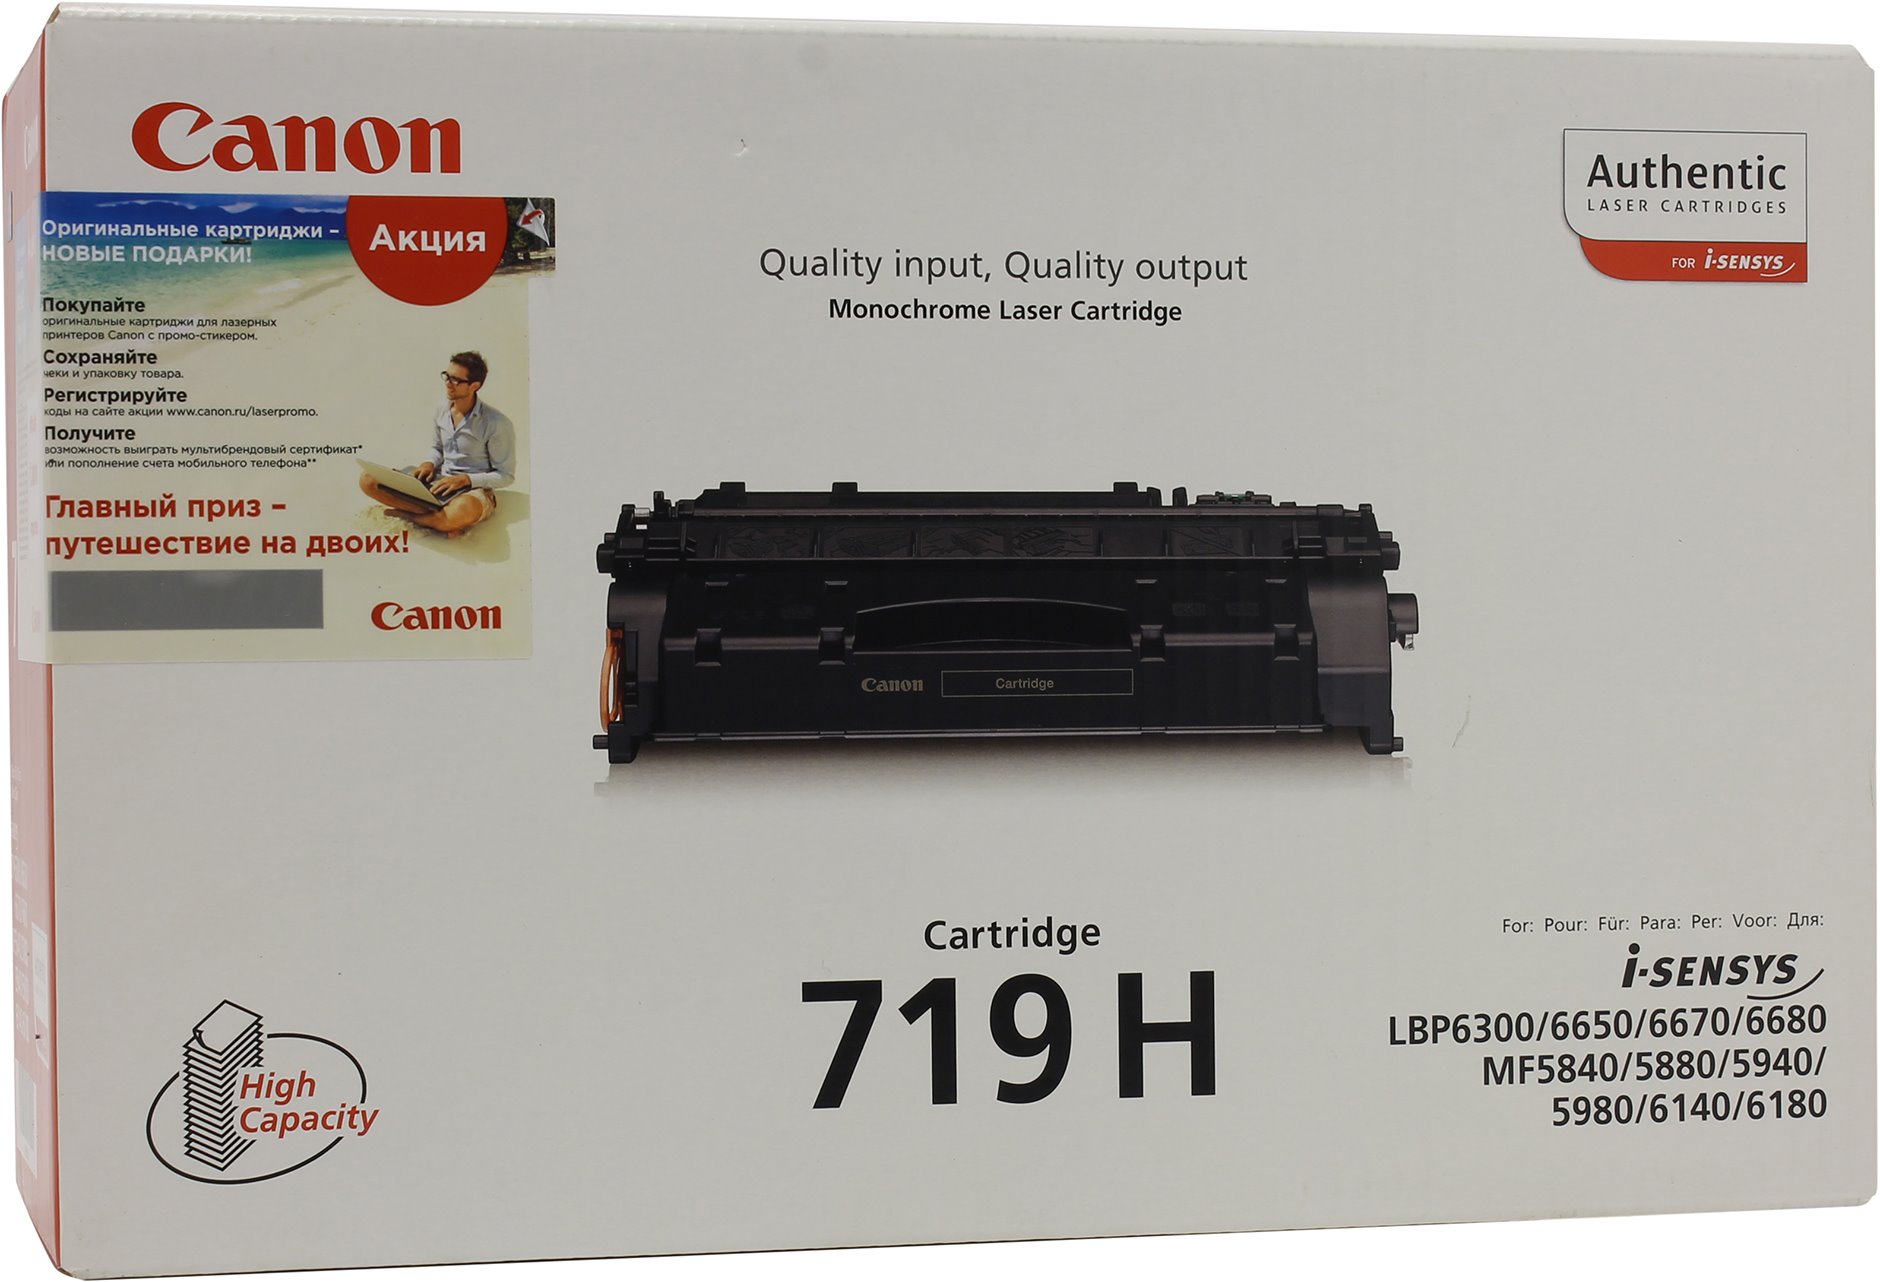 Canon
Оригинальные картриджи –
НОВЫЕ ПОДАРКИ!
Акция
Покупайте
оригинальные картриджи для лазерных
принтеров Canon с промо-стикером.
Сохраняйте
чеки и упаковку товара.
Регистрируйте
коды на сайте акции www.canon.ru/laserpromo.
Получите
возможность выиграть мультибрендовый сертификат*
или пополнение счета мобильного телефона**
Главный приз –
путешествие на двоих!
Canon
Authentic
LASER CARTRIDGES
FOR i-SENSYS
Quality input, Quality output
Monochrome Laser Cartridge
Canon Cartridge
Cartridge
719 H
High
Capacity
For: Pour: Für: Para: Per: Voor: Для:
i-SENSYS
LBP6300/6650/6670/6680
MF5840/5880/5940/
5980/6140/6180